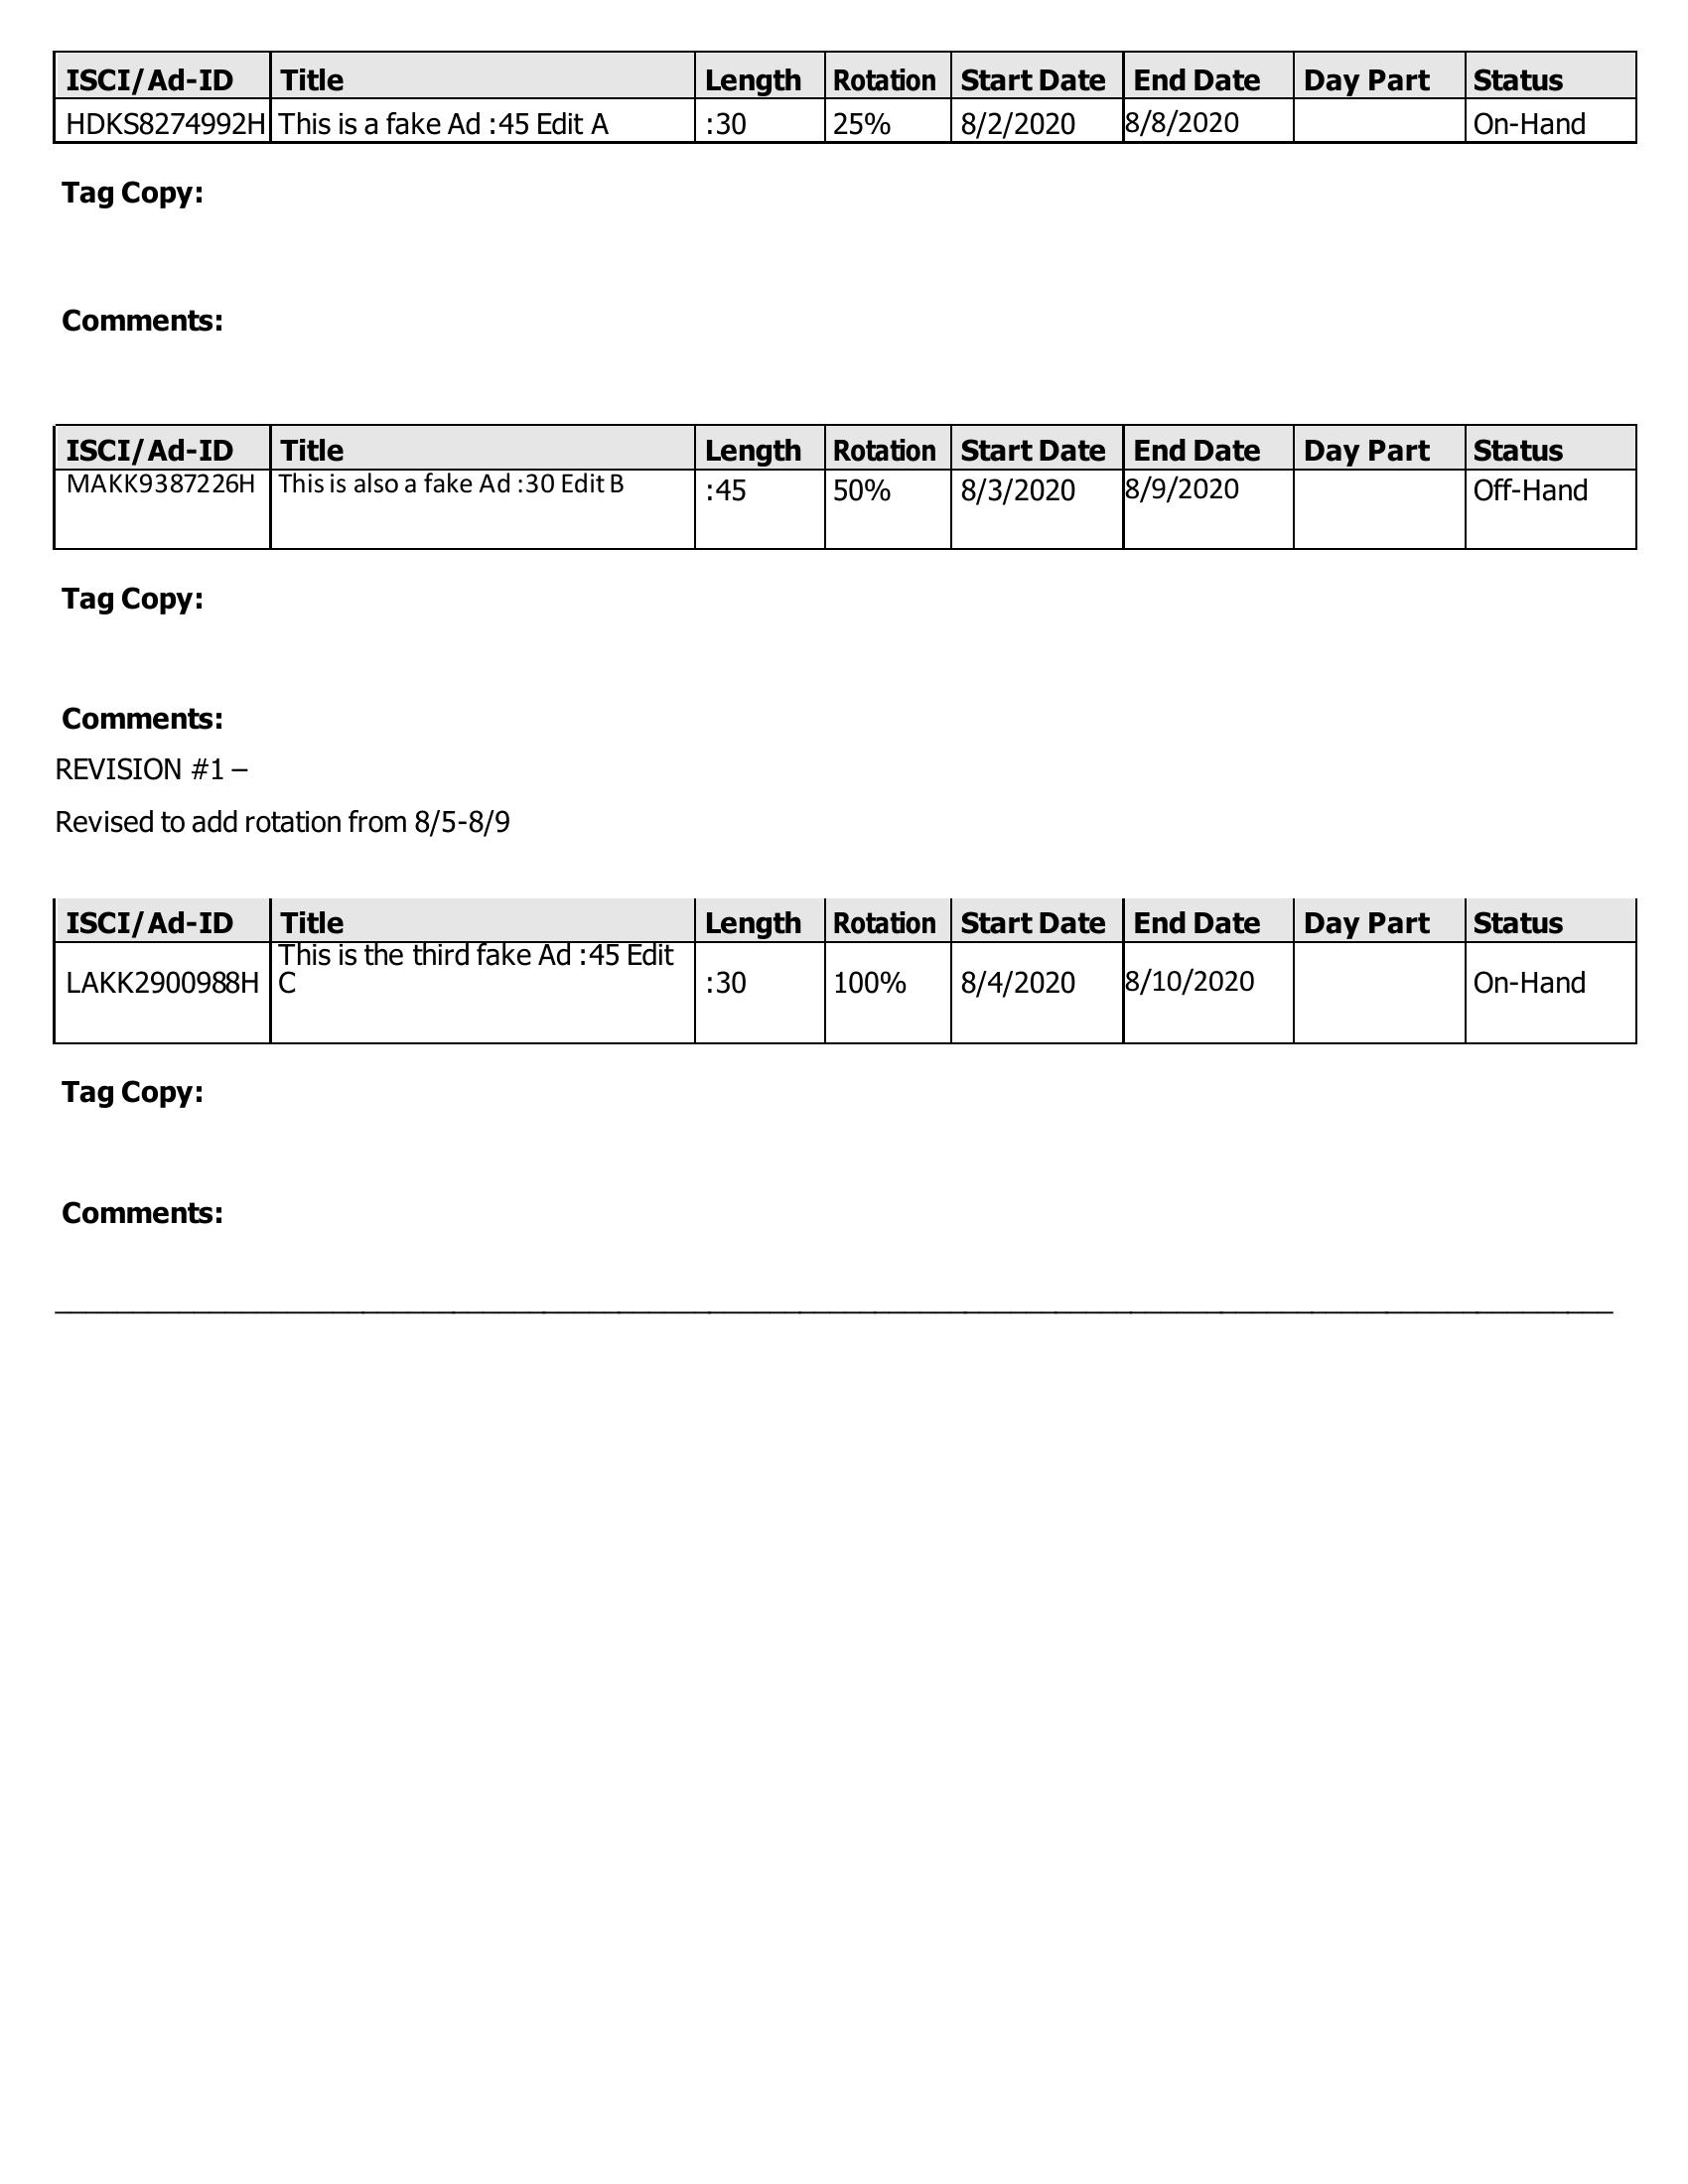 ISCI/Ad-ID Title Length Rotation Start Date End Date Day Part Status
HDKS8274992H This is a fake Ad :45 Edit A :30 25% 8/2/2020 8/8/2020 On-Hand
Tag Copy:
Comments:
ISCI/Ad-ID Title Length Rotation Start Date End Date Day Part Status
MAKK9387226H This is also a fake Ad :30 Edit B :45 50% 8/3/2020 8/9/2020 Off-Hand
Tag Copy:
Comments:
REVISION #1 –
Revised to add rotation from 8/5-8/9
ISCI/Ad-ID Title Length Rotation Start Date End Date Day Part Status
This is the third fake Ad :45 Edit
LAKK2900988H C :30 100% 8/4/2020 8/10/2020 On-Hand
Tag Copy:
Comments: